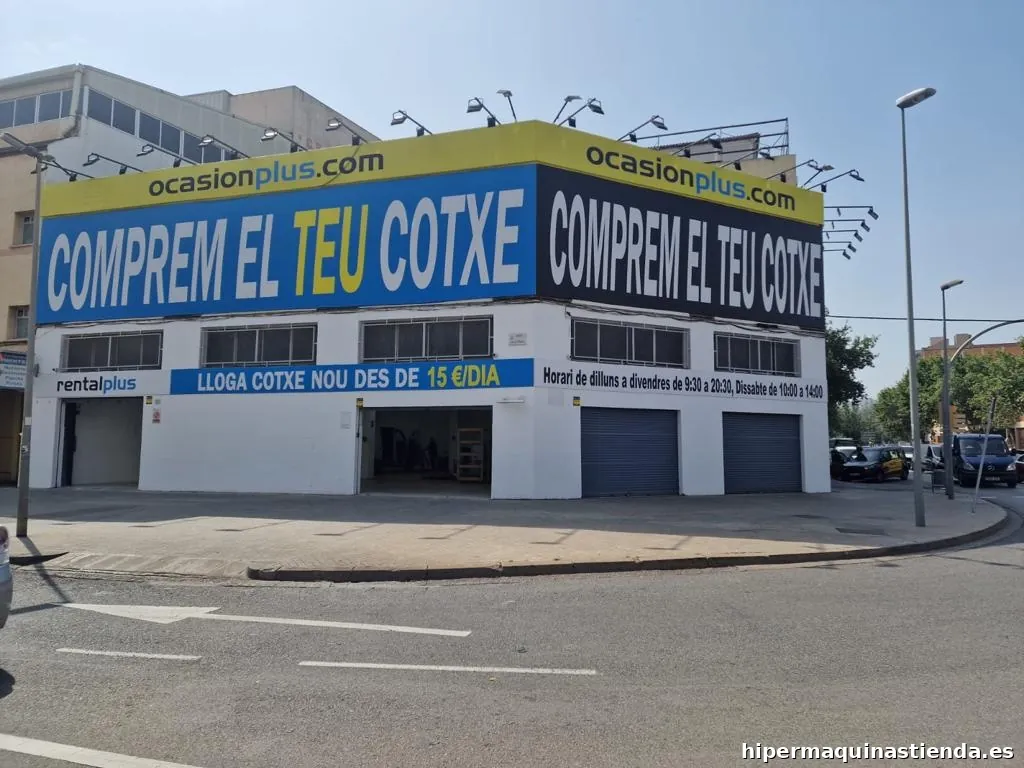 ocasionplus.com
COMPREM EL TEU COTXE
ocasionplus.com
COMPREM EL TEU COTXE
rentalplus
LLOGA COTXE NOU DES DE 15 €/DIA
Horari de dilluns a divendres de 9:30 a 20:30, Dissabte de 10:00 a 14:00
hipermaquinastienda.es